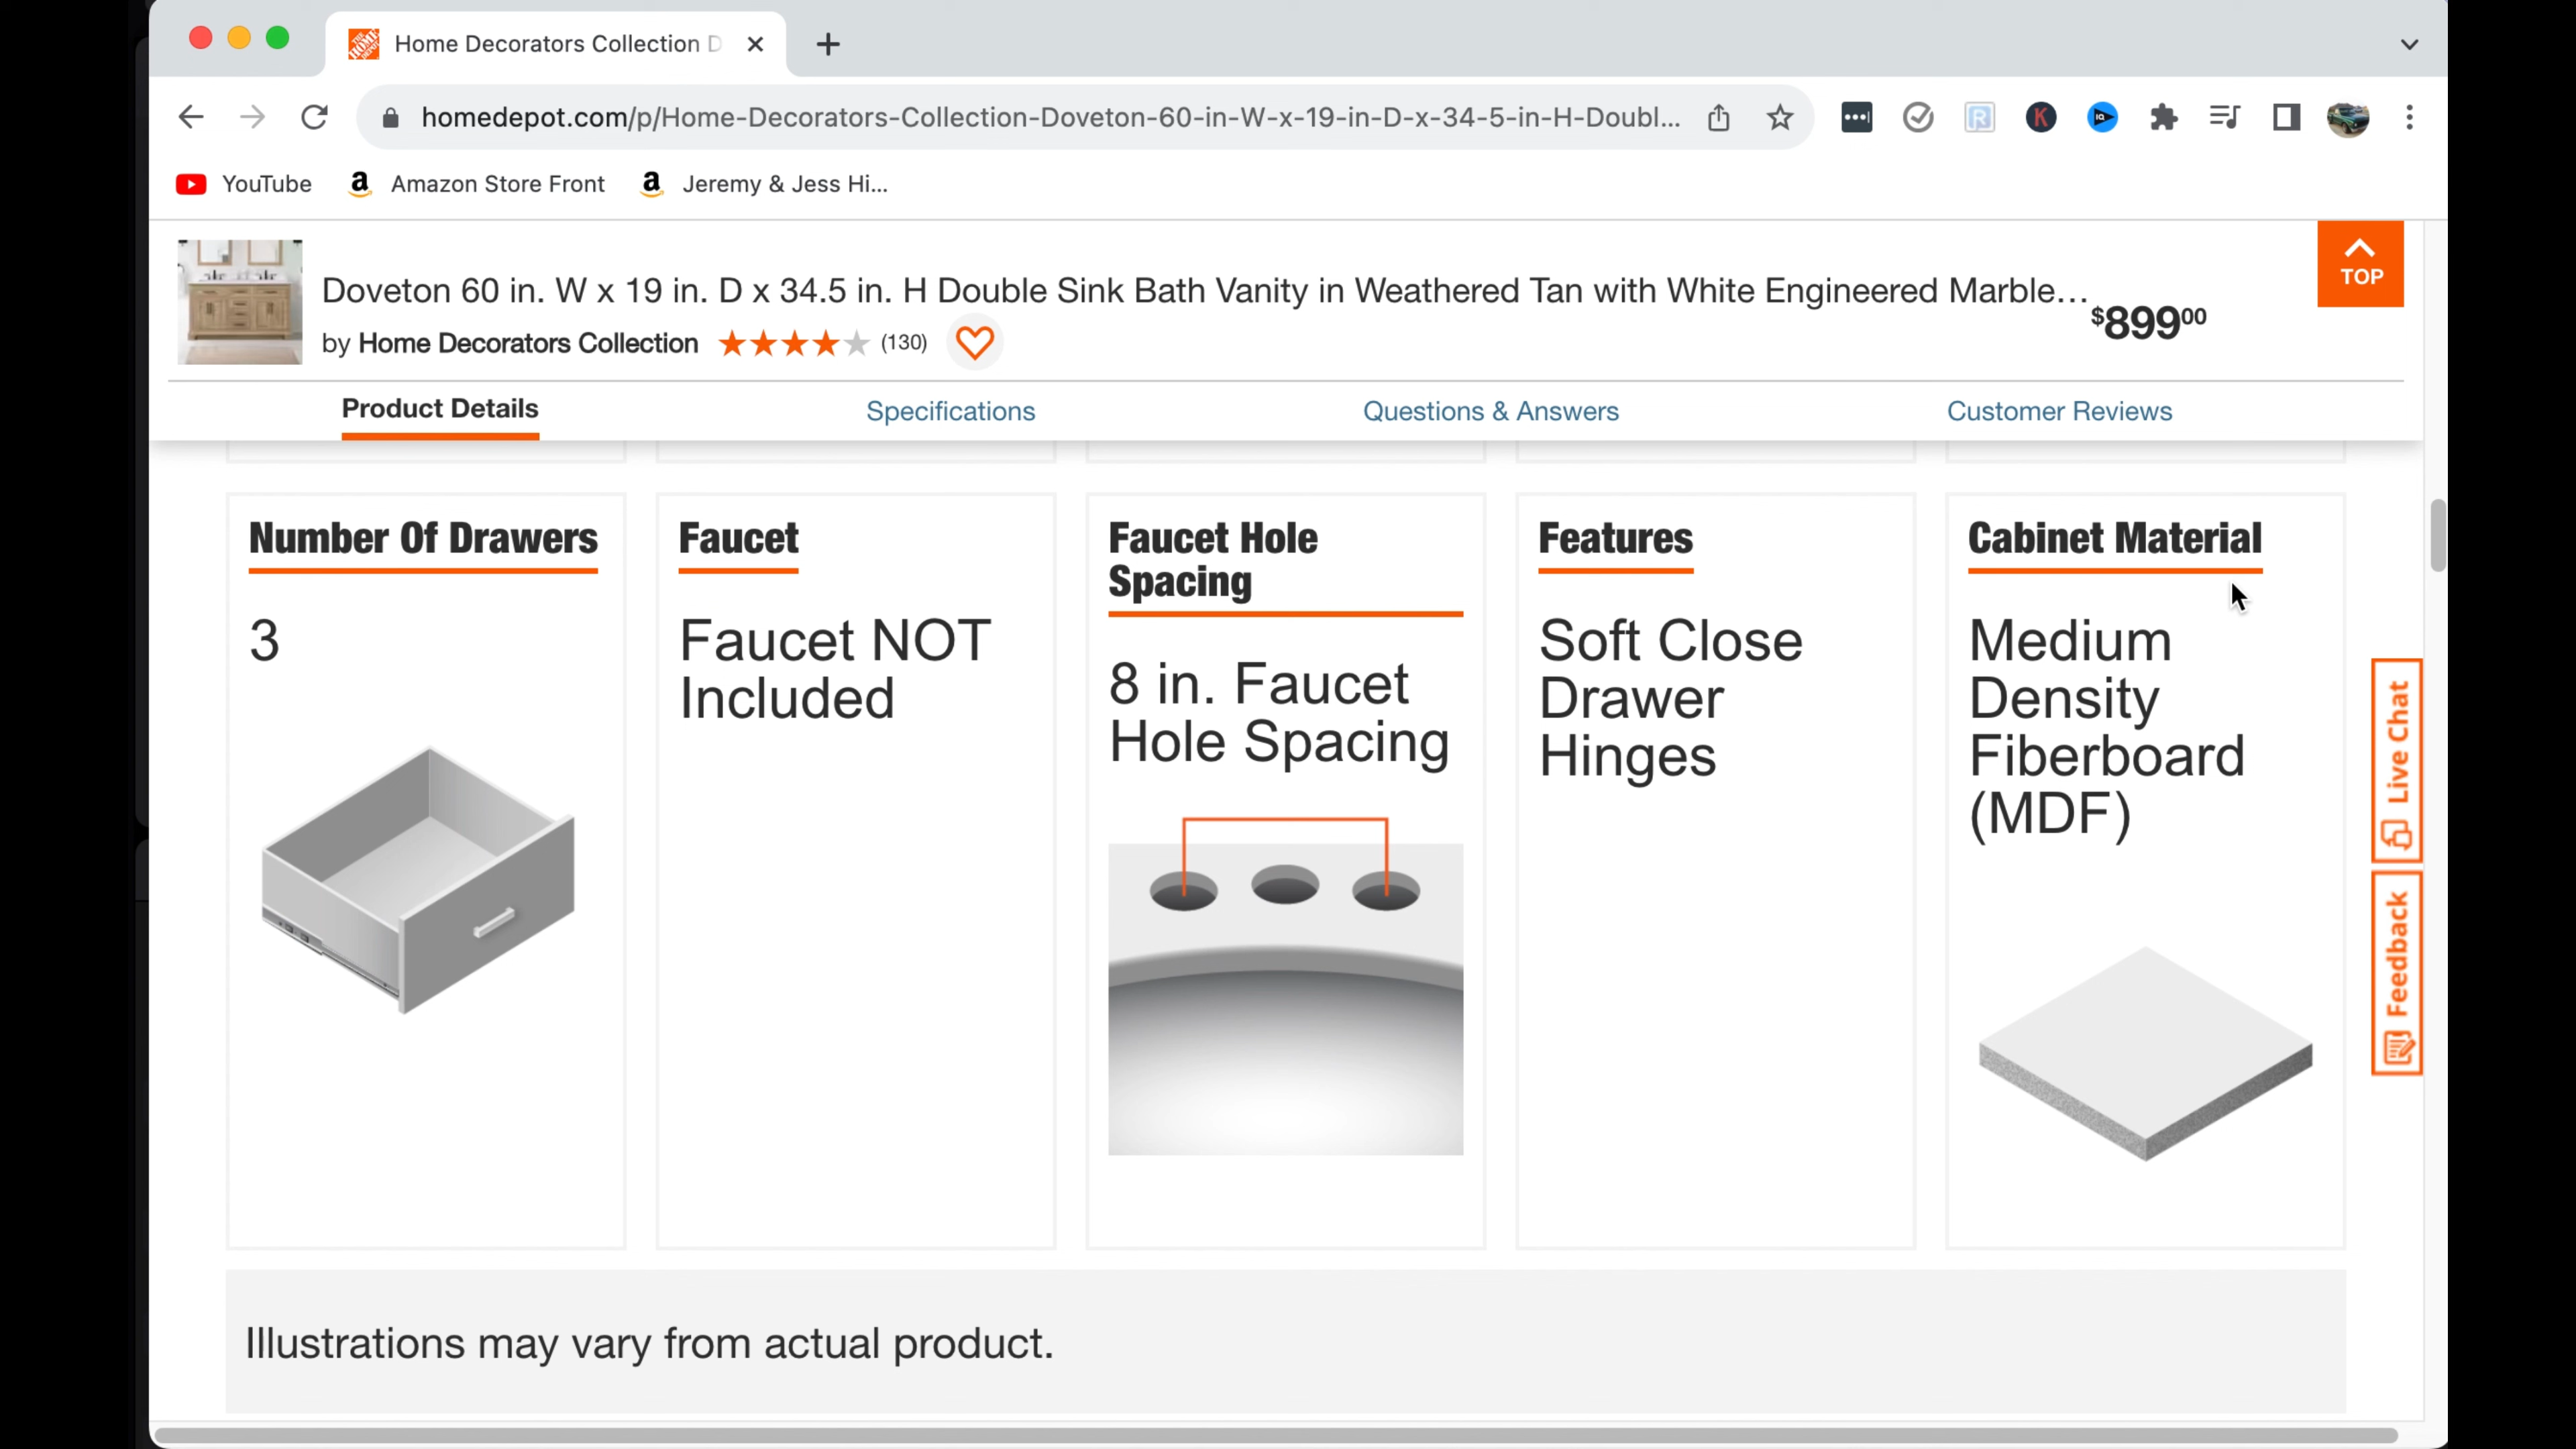 Home Decorators Collection D
homedepot.com/p/Home-Decorators-Collection-Doveton-60-in-W-x-19-in-D-x-34-5-in-H-Doubl...
YouTube
Amazon Store Front
Jeremy & Jess Hi...
Doveton 60 in. W x 19 in. D x 34.5 in. H Double Sink Bath Vanity in Weathered Tan with White Engineered Marble...
$89900
TOP
by Home Decorators Collection
(130)
Product Details
Specifications
Questions & Answers
Customer Reviews
Number Of Drawers
3
Faucet
Faucet NOT
Included
Faucet Hole
Spacing
8 in. Faucet
Hole Spacing
Features
Soft Close
Drawer
Hinges
Cabinet Material
Medium
Density
Fiberboard
(MDF)
Live Chat
Feedback
Illustrations may vary from actual product.